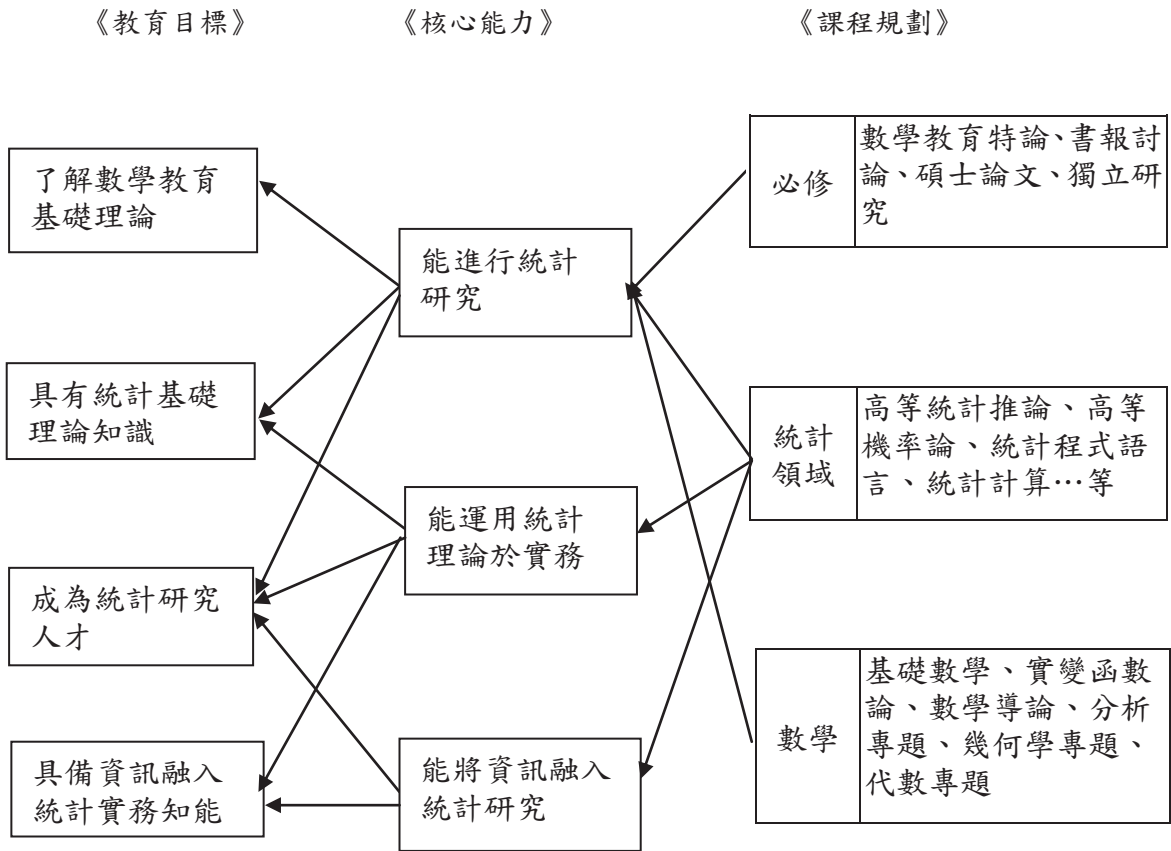 《教育目標》
《核心能力》
《課程規劃》
了解數學教育
基礎理論
具有統計基礎
理論知識
成為統計研究
人才
具備資訊融入
統計實務知能
能進行統計
研究
能運用統計
理論於實務
能將資訊融入
統計研究
必修
數學教育特論、書報討
論、碩士論文、獨立研
究
統計
領域
高等統計推論、高等
機率論、統計程式語
言、統計計算…等
數學
基礎數學、實變函數
論、數學導論、分析
專題、幾何學專題、
代數專題